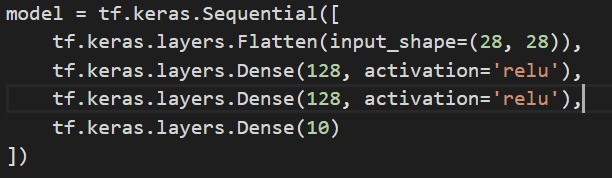 model = tf.keras.Sequential([
    tf.keras.layers.Flatten(input_shape=(28, 28)),
    tf.keras.layers.Dense(128, activation='relu'),
    tf.keras.layers.Dense(128, activation='relu'),
    tf.keras.layers.Dense(10)
])